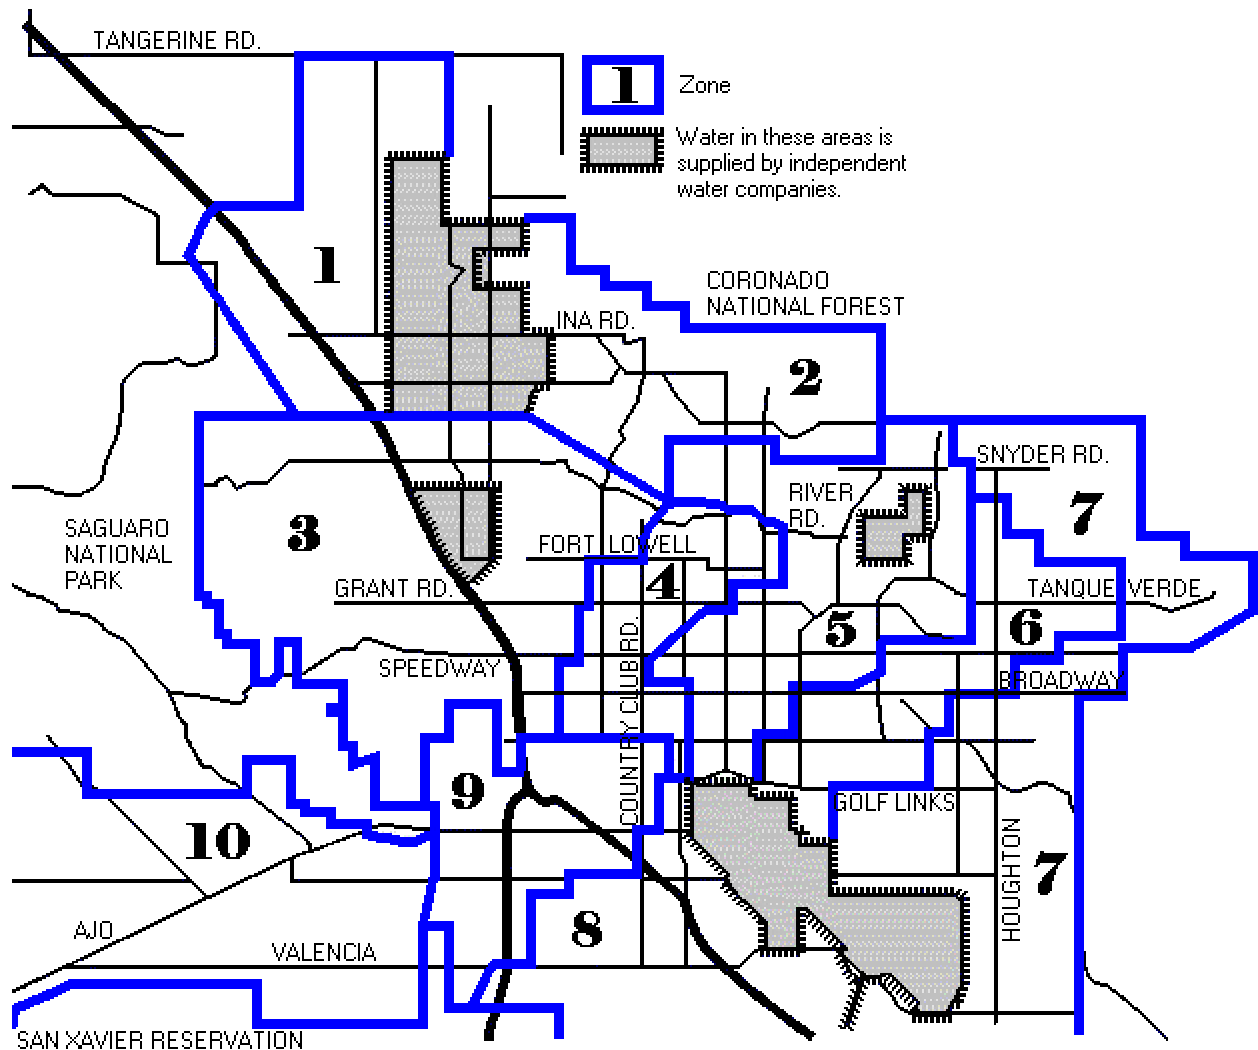 TANGERINE RD.
1
Zone
Water in these areas is
supplied by independent
water companies.
1
CORONADO
NATIONAL FOREST
INA RD.
2
SNYDER RD.
RIVER
RD.
7
SAGUARO
NATIONAL
PARK
3
FORT LOWELL
4
GRANT RD.
TANQUE VERDE
5
6
SPEEDWAY
COUNTRY CLUB RD.
BROADWAY
9
GOLF LINKS
10
HOUGHTON
7
AJO
8
VALENCIA
SAN XAVIER RESERVATION